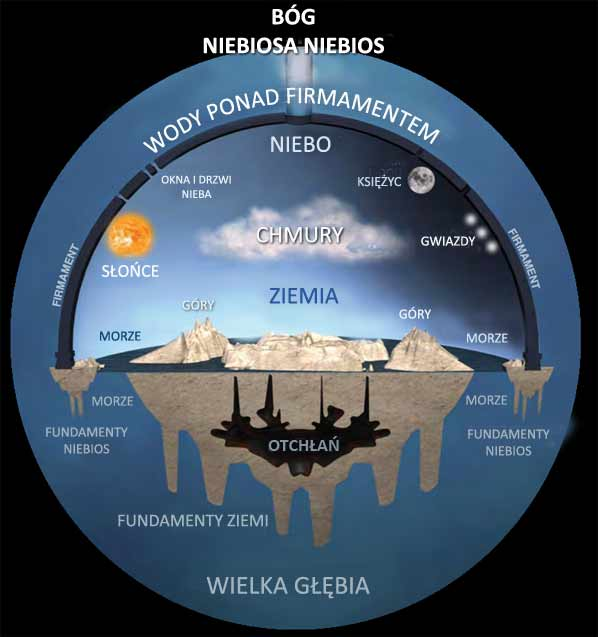 BÓG
NIEBIOSA NIEBIOS
WODY PONAD FIRMAMENTEM
NIEBO
OKNA I DRZWI
NIEBA
KSIĘŻYC
CHMURY
GWIAZDY
FIRMAMENT
FIRMAMENT
SŁOŃCE
ZIEMIA
GÓRY
GÓRY
MORZE
MORZE
MORZE
MORZE
FUNDAMENTY
NIEBIOS
OTCHŁAŃ
FUNDAMENTY
NIEBIOS
FUNDAMENTY ZIEMI
WIELKA GŁĘBIA